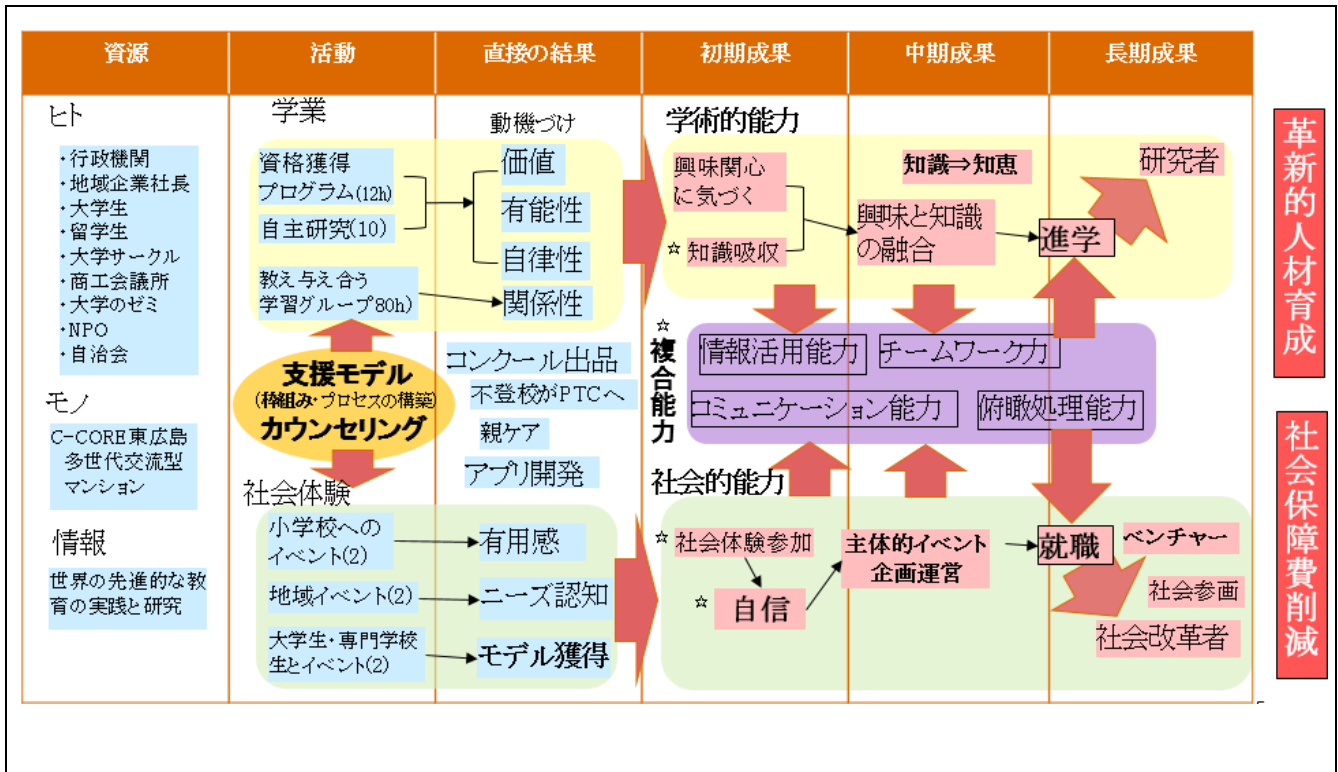 資源
活動
直接の結果
初期成果
中期成果
長期成果
ヒト
・行政機関
・地域企業社長
・大学生
・留学生
・大学サークル
・商工会議所
・大学のゼミ
・NPO
・自治会
モノ
C-CORE東広島
多世代交流型
マンション
情報
世界の先進的な教
育の実践と研究
学業
資格獲得
プログラム(12h)
自主研究(10)
教え与え合う
学習グループ80h)
支援モデル
(枠組み・プロセスの構築)
カウンセリング
社会体験
小学校への
イベント(2)
地域イベント(2)
大学生・専門学校
生とイベント(2)
動機づけ
価値
有能性
自律性
関係性
コンクール出品
不登校がPTCへ
親ケア
アプリ開発
有用感
ニーズ認知
モデル獲得
学術的能力
興味関心
に気づく
☆知識吸収
知識⇒知恵
興味と知識
の融合
進学
研究者
☆複合能力
情報活用能力
チームワーク力
コミュニケーション能力
俯瞰処理能力
社会的能力
☆社会体験参加
☆自信
主体的イベント
企画運営
就職
ベンチャー
社会参画
社会改革者
革新的人材育成
社会保障費削減